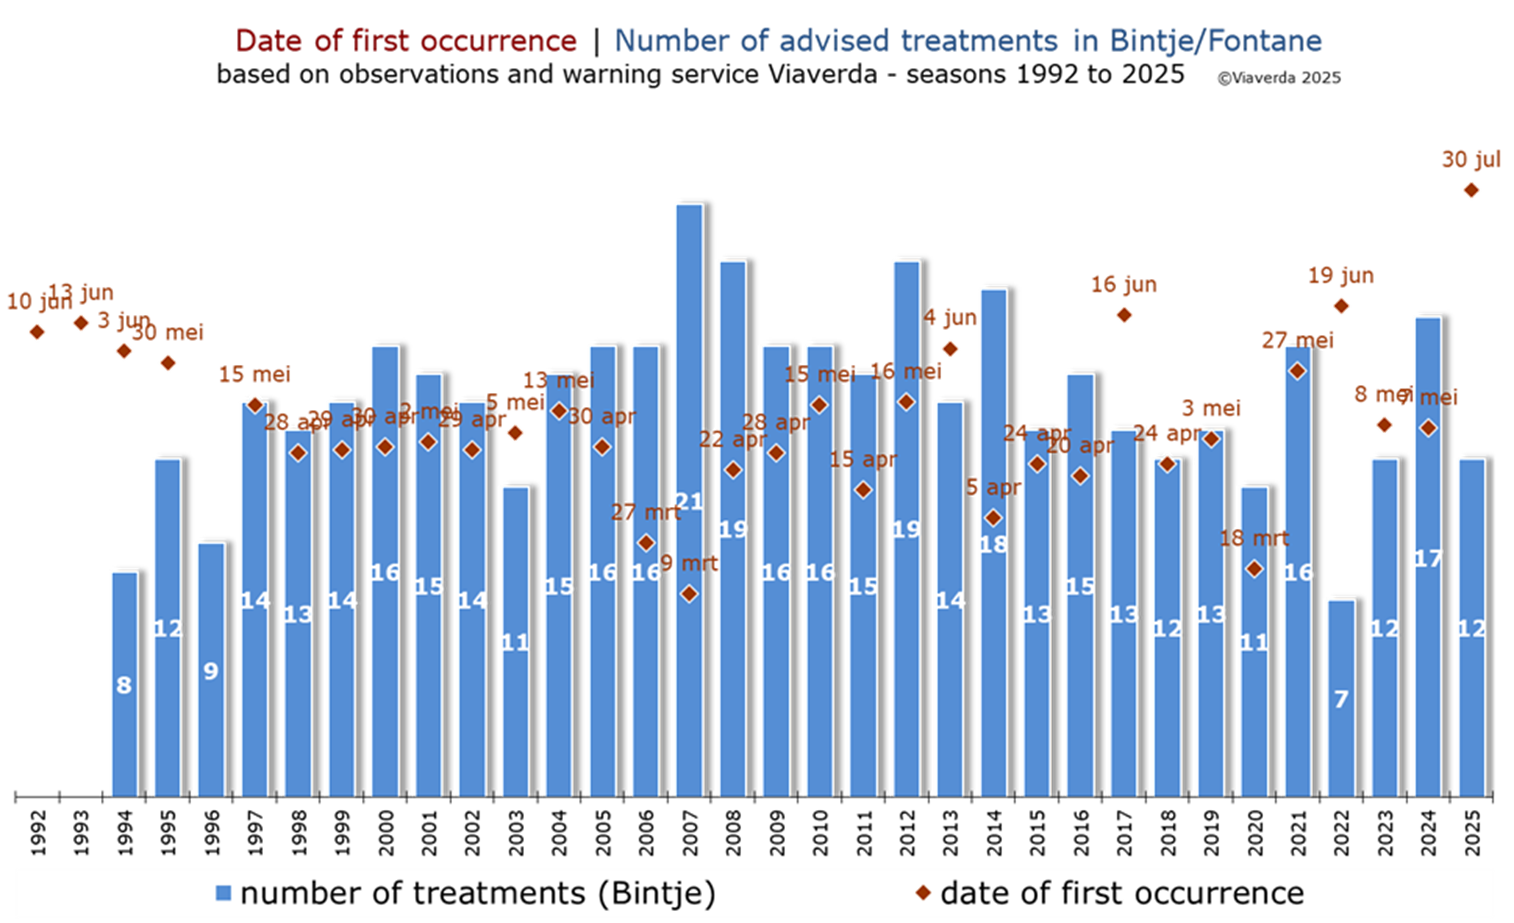 Date of first occurrence | Number of advised treatments in Bintje/Fontane
based on observations and warning service Viaverda - seasons 1992 to 2025 ©Viaverda 2025
30 jul
19 jun
16 jun
13 jun
10 jun
4 jun
3 jun
30 mei
27 mei
15 mei
15 mei
16 mei
13 mei
8 mei
7 mei
5 mei
3 mei
2 mei
28 apr
29 apr
30 apr
29 apr
30 apr
28 apr
22 apr
24 apr
20 apr
24 apr
15 apr
5 apr
27 mrt
18 mrt
9 mrt
8 12 9 14 13 14 16 15 14 11 15 16 16 21 19 16 16 15 19 14 18 13 15 13 12 13 11 16 7 12 17 12
1992 1993 1994 1995 1996 1997 1998 1999 2000 2001 2002 2003 2004 2005 2006 2007 2008 2009 2010 2011 2012 2013 2014 2015 2016 2017 2018 2019 2020 2021 2022 2023 2024 2025
number of treatments (Bintje) date of first occurrence